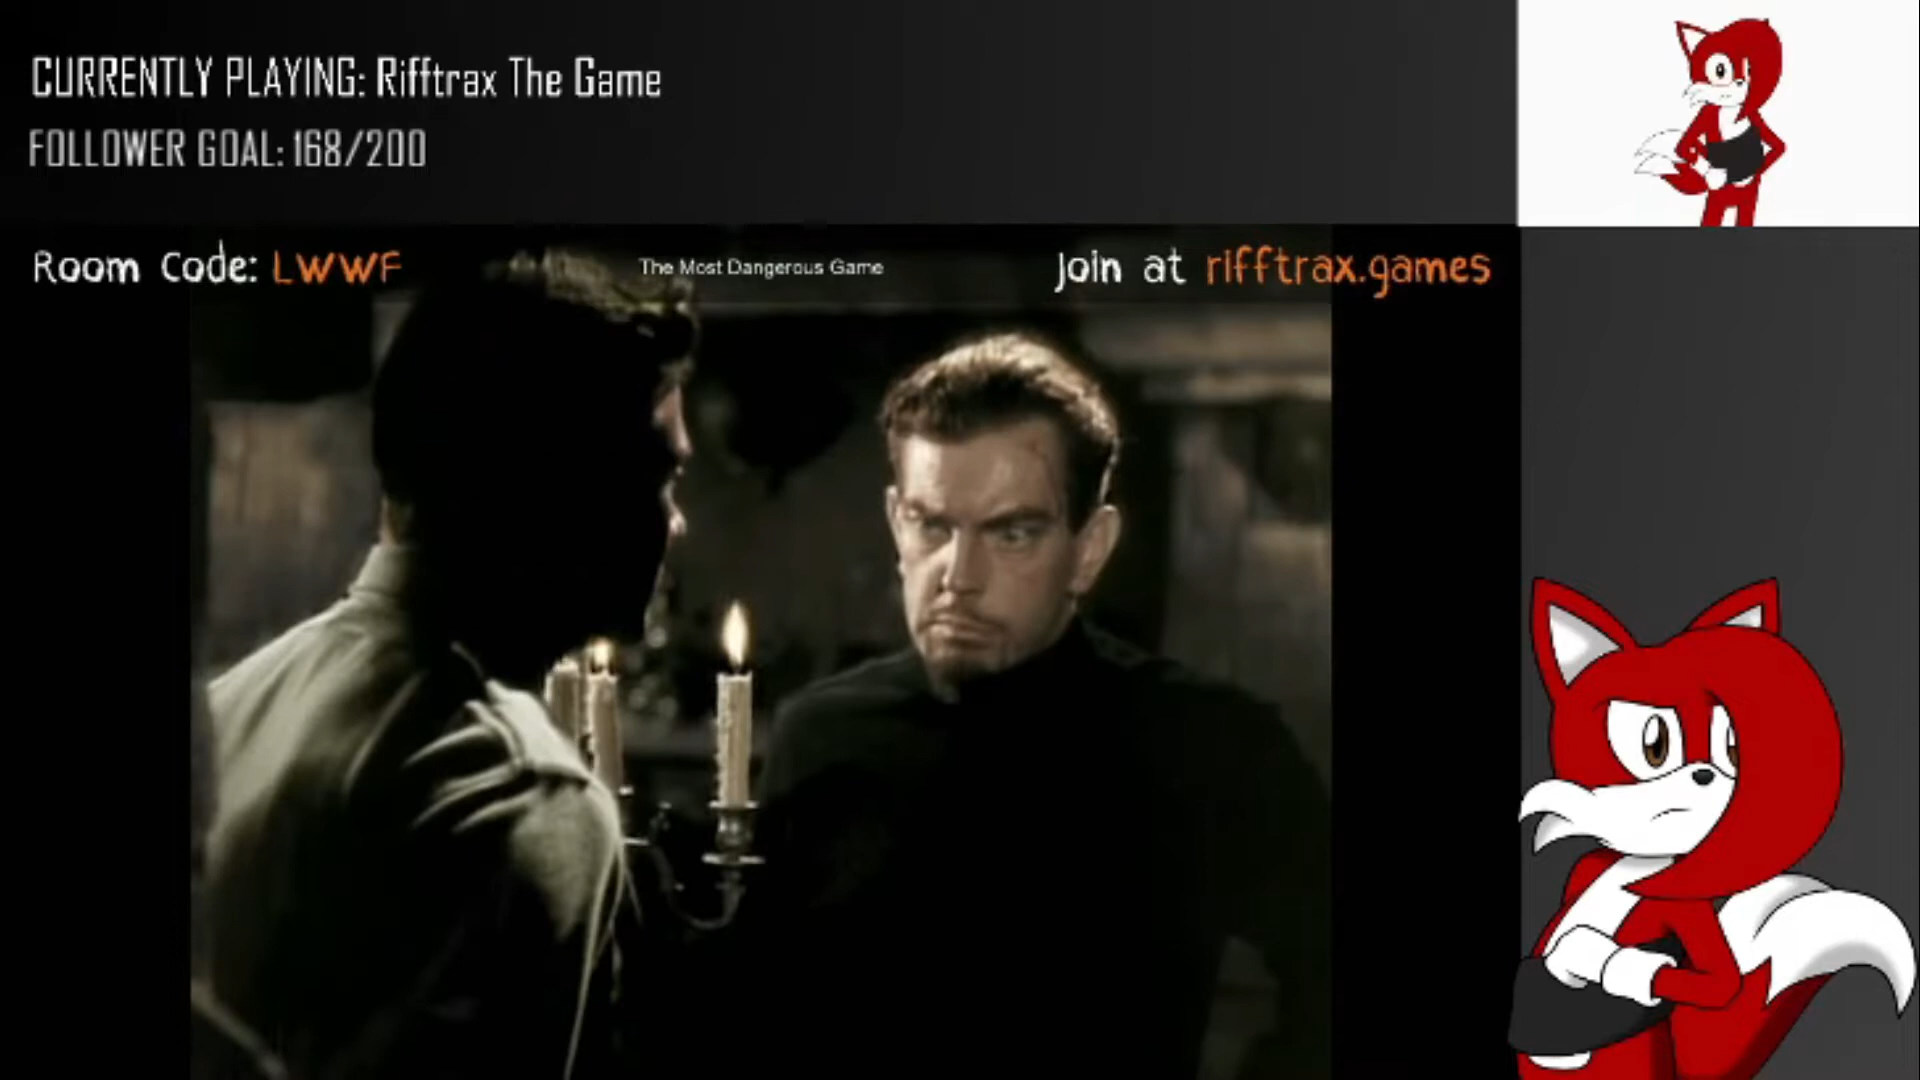 CURRENTLY PLAYING: Rifftrax The Game
FOLLOWER GOAL: 168/200
Room Code: LWWF
The Most Dangerous Game
Join at rifftrax.games